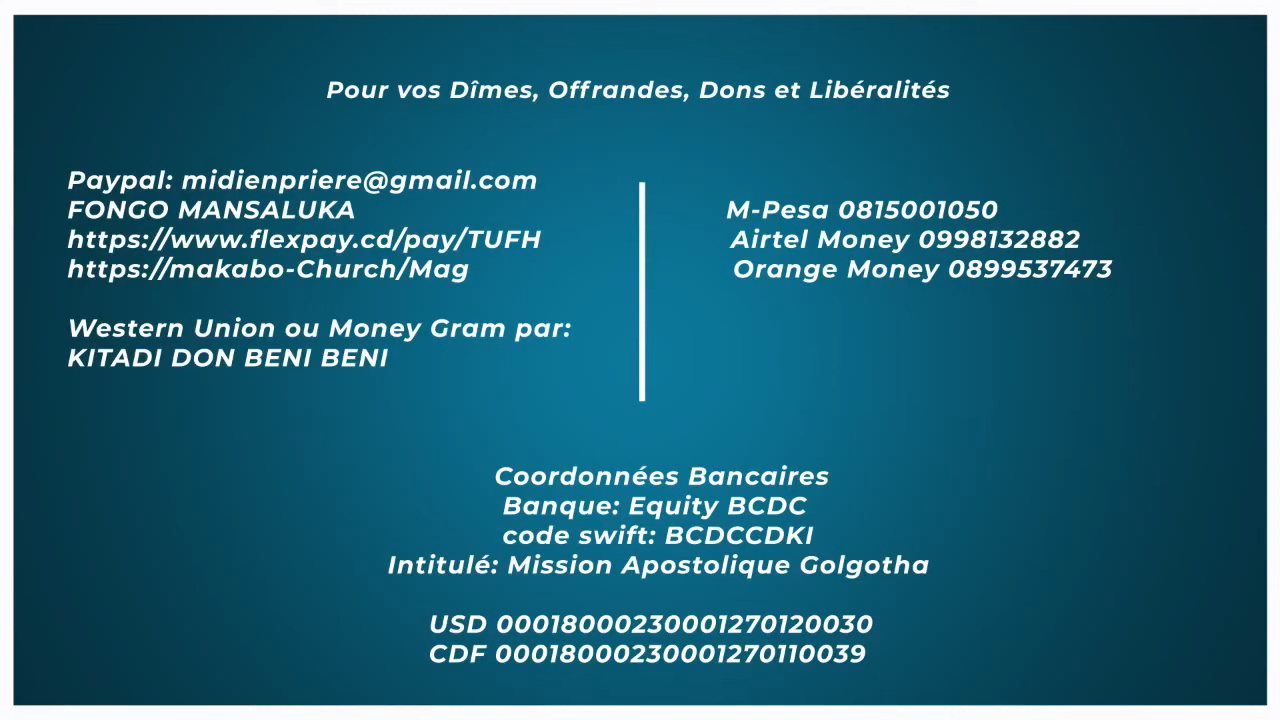 Pour vos Dîmes, Offrandes, Dons et Libéralités
Paypal: midienpriere@gmail.com
FONGO MANSALUKA
https://www.flexpay.cd/pay/TUFH
https://makabo-Church/Mag
Western Union ou Money Gram par:
KITADI DON BENI BENI
M-Pesa 0815001050
Airtel Money 0998132882
Orange Money 0899537473
Coordonnées Bancaires
Banque: Equity BCDC
code swift: BCDCCDKI
Intitulé: Mission Apostolique Golgotha
USD 00018000230001270120030
CDF 00018000230001270110039